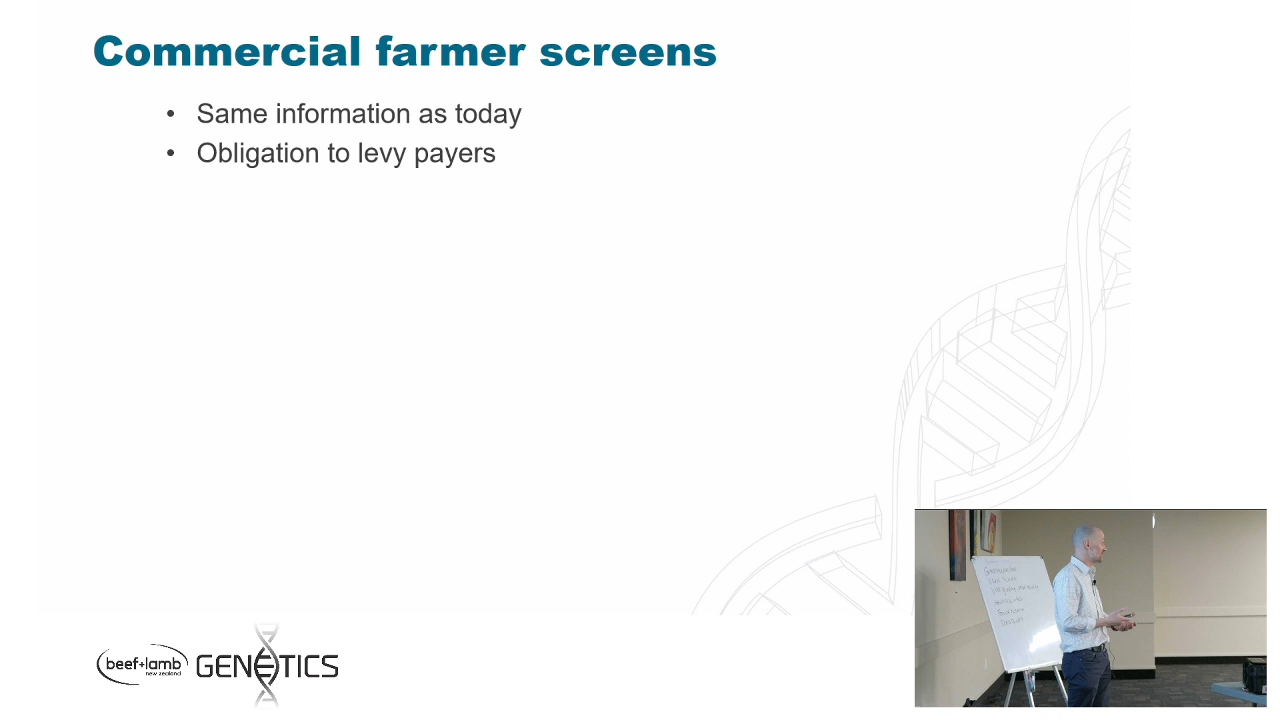 Commercial farmer screens
• Same information as today
• Obligation to levy payers
beef+lamb
new zealand
GENETICS